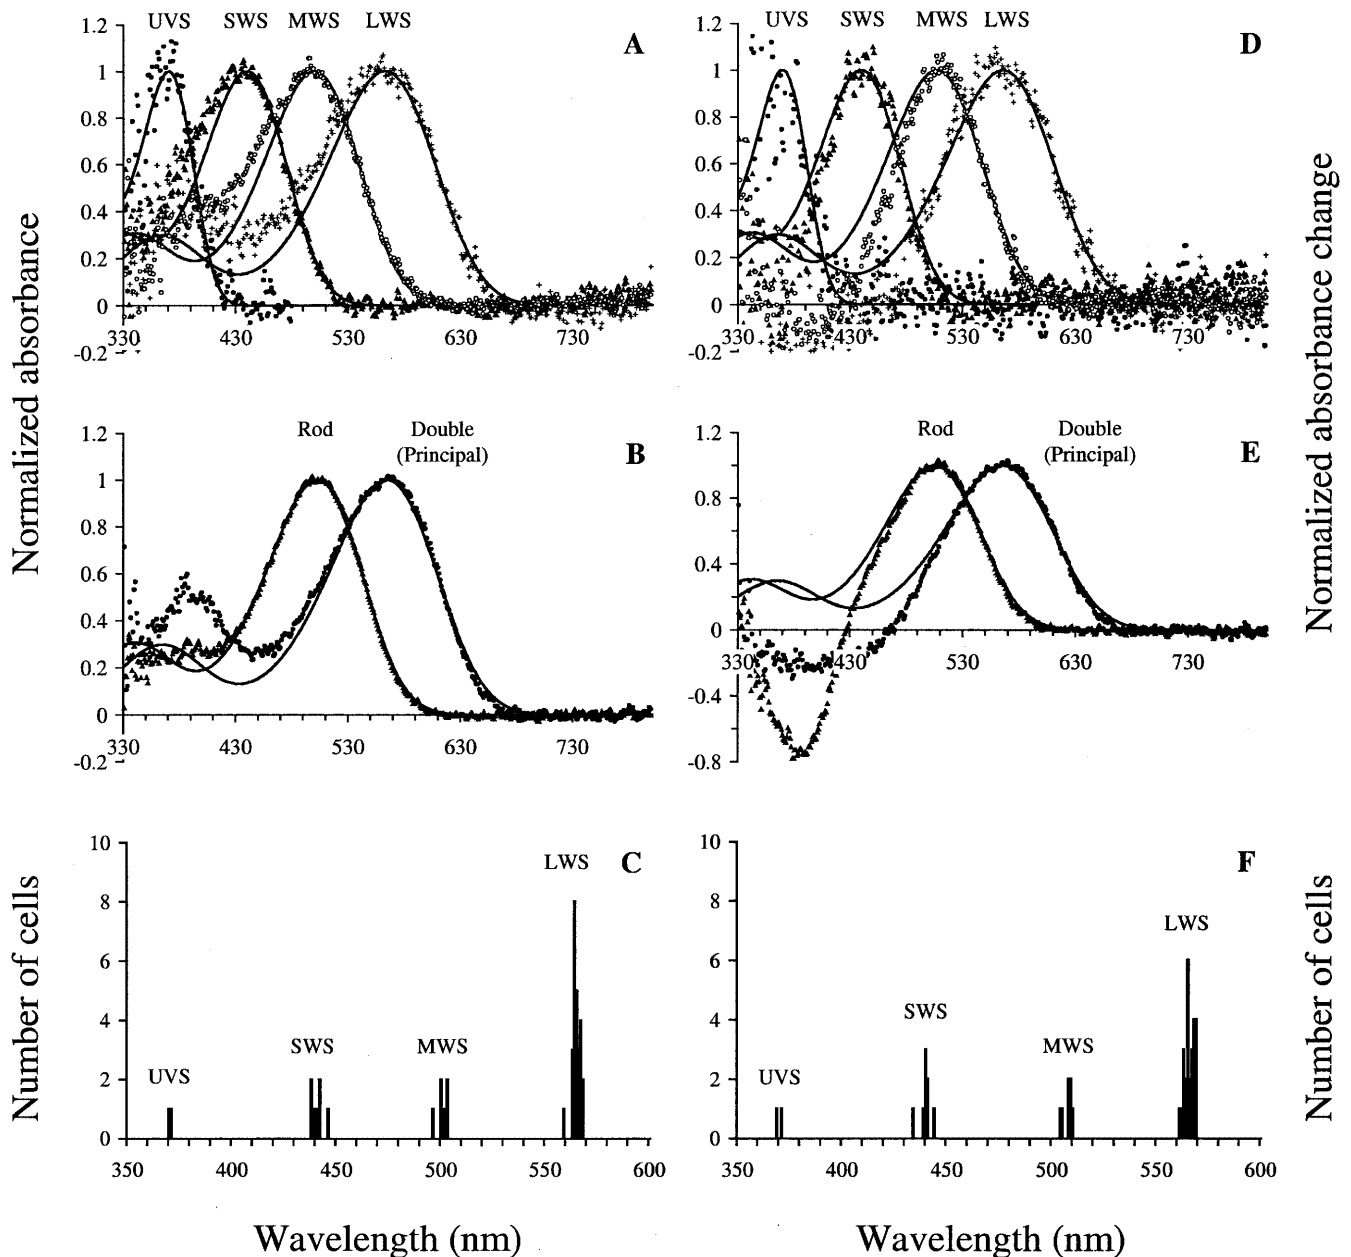 UVS SWS MWS LWS
A
1.2
1
0.8
0.6
0.4
0.2
0
-0.2
330 430 530 630 730
Normalized absorbance
UVS SWS MWS LWS
D
1.2
1
0.8
0.6
0.4
0.2
0
-0.2
330 430 530 630 730
Normalized absorbance change
Rod
Double
(Principal)
B
1.2
1
0.8
0.6
0.4
0.2
0
-0.2
330 430 530 630 730
Rod
Double
(Principal)
E
1.2
0.8
0.4
0
-0.4
-0.8
330 430 530 630 730
LWS
C
SWS
MWS
UVS
10
8
6
4
2
0
350 400 450 500 550 600
Number of cells
Wavelength (nm)
F
LWS
SWS
MWS
UVS
10
8
6
4
2
0
350 400 450 500 550 600
Number of cells
Wavelength (nm)